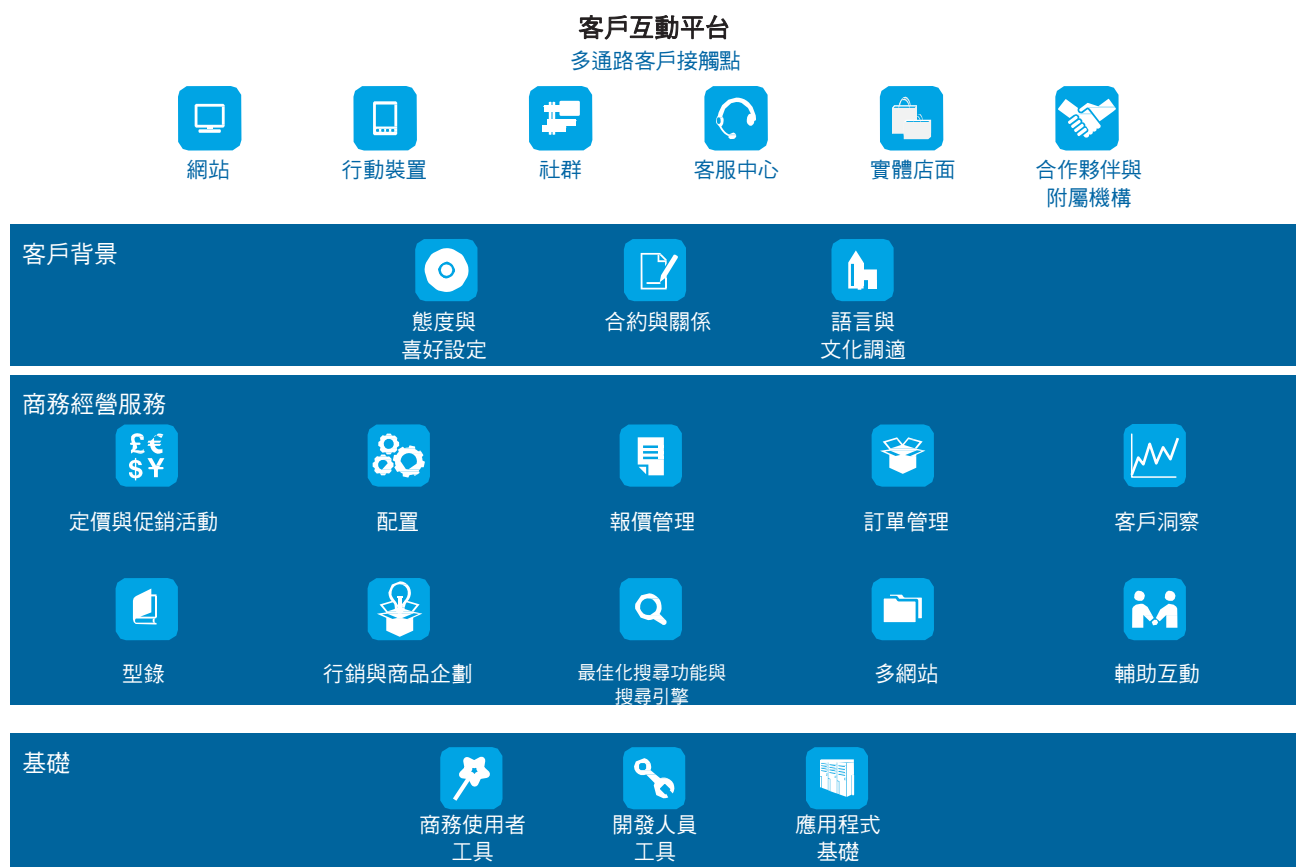 客戶互動平台
多通路客戶接觸點
網站
行動裝置
社群
客服中心
實體店面
合作夥伴與
附屬機構
客戶背景
態度與
喜好設定
合約與關係
語言與
文化調適
商務經營服務
£€
$¥
定價與促銷活動
配置
報價管理
訂單管理
客戶洞察
型錄
行銷與商品企劃
最佳化搜尋功能與
搜尋引擎
多網站
輔助互動
基礎
商務使用者
工具
開發人員
工具
應用程式
基礎